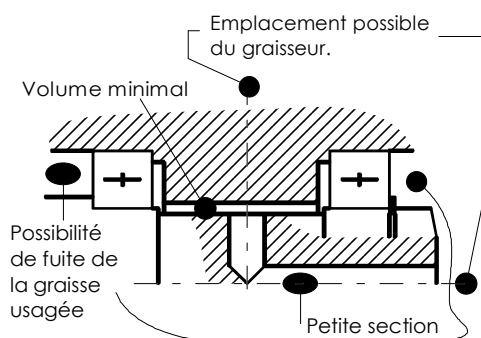 Emplacement possible
du graisseur.
Volume minimal
Possibilité
de fuite de
la graisse
usagée
Petite section